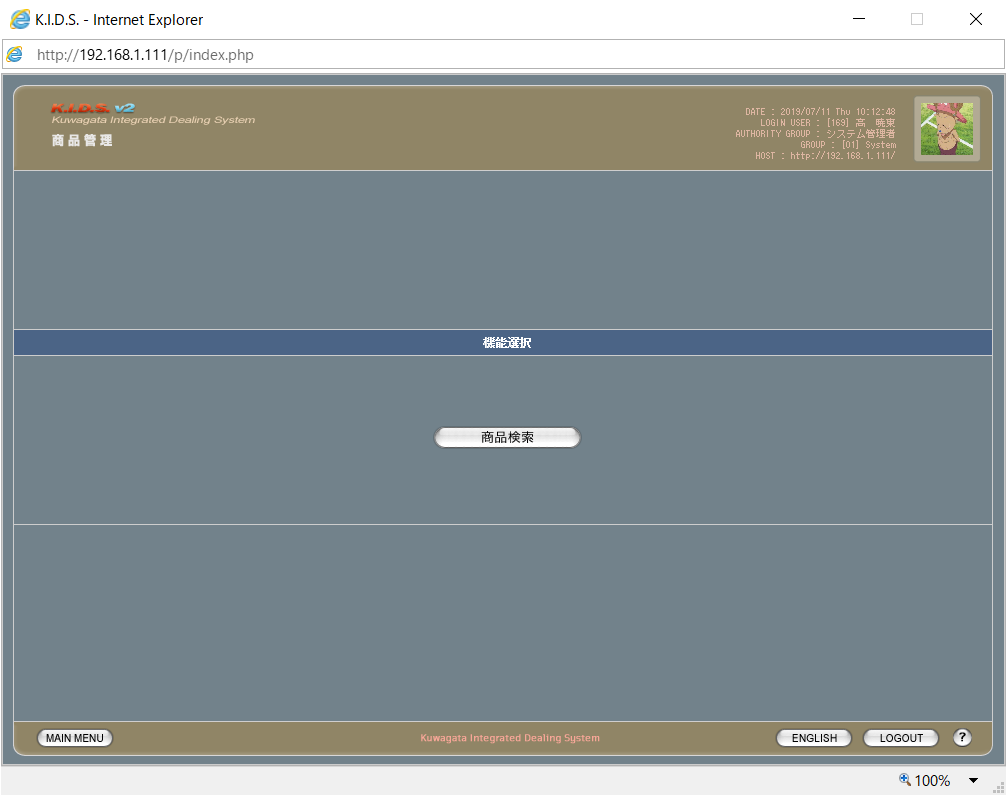 K.I.D.S. - Internet Explorer
http://192.168.1.111/p/index.php
K.I.D.S. v2
Kuwagata Integrated Dealing System
商品管理
DATE : 2019/07/11 Thu 10:12:48
LOGIN USER : [169] 高 暁東
AUTHORITY GROUP : システム管理者
GROUP : [01] System
HOST : http://192.168.1.111/
機能選択
商品検索
MAIN MENU
Kuwagata Integrated Dealing System
ENGLISH
LOGOUT
?
100%